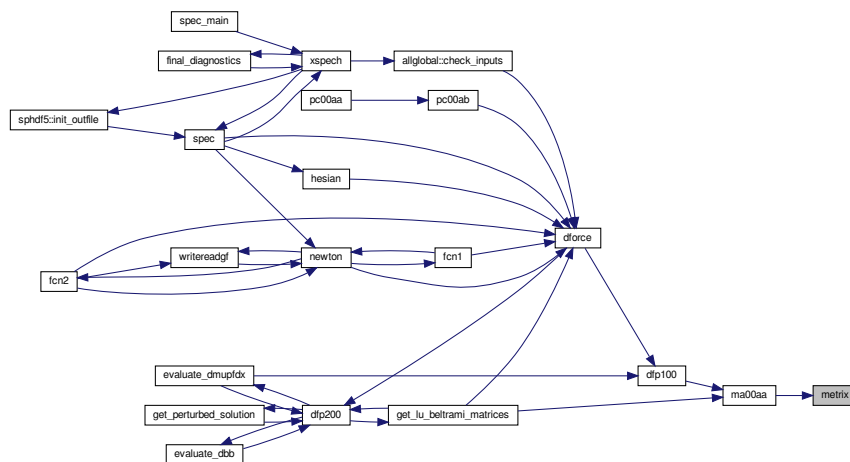 spec_main
final_diagnostics
xspech
allglobal::check_inputs
pc00aa
pc00ab
sphdf5::init_outfile
spec
hesian
dforce
writereadgf
newton
fcn1
fcn2
evaluate_dmupfdx
dfp100
ma00aa
metrix
get_perturbed_solution
dfp200
get_lu_beltrami_matrices
evaluate_dbb